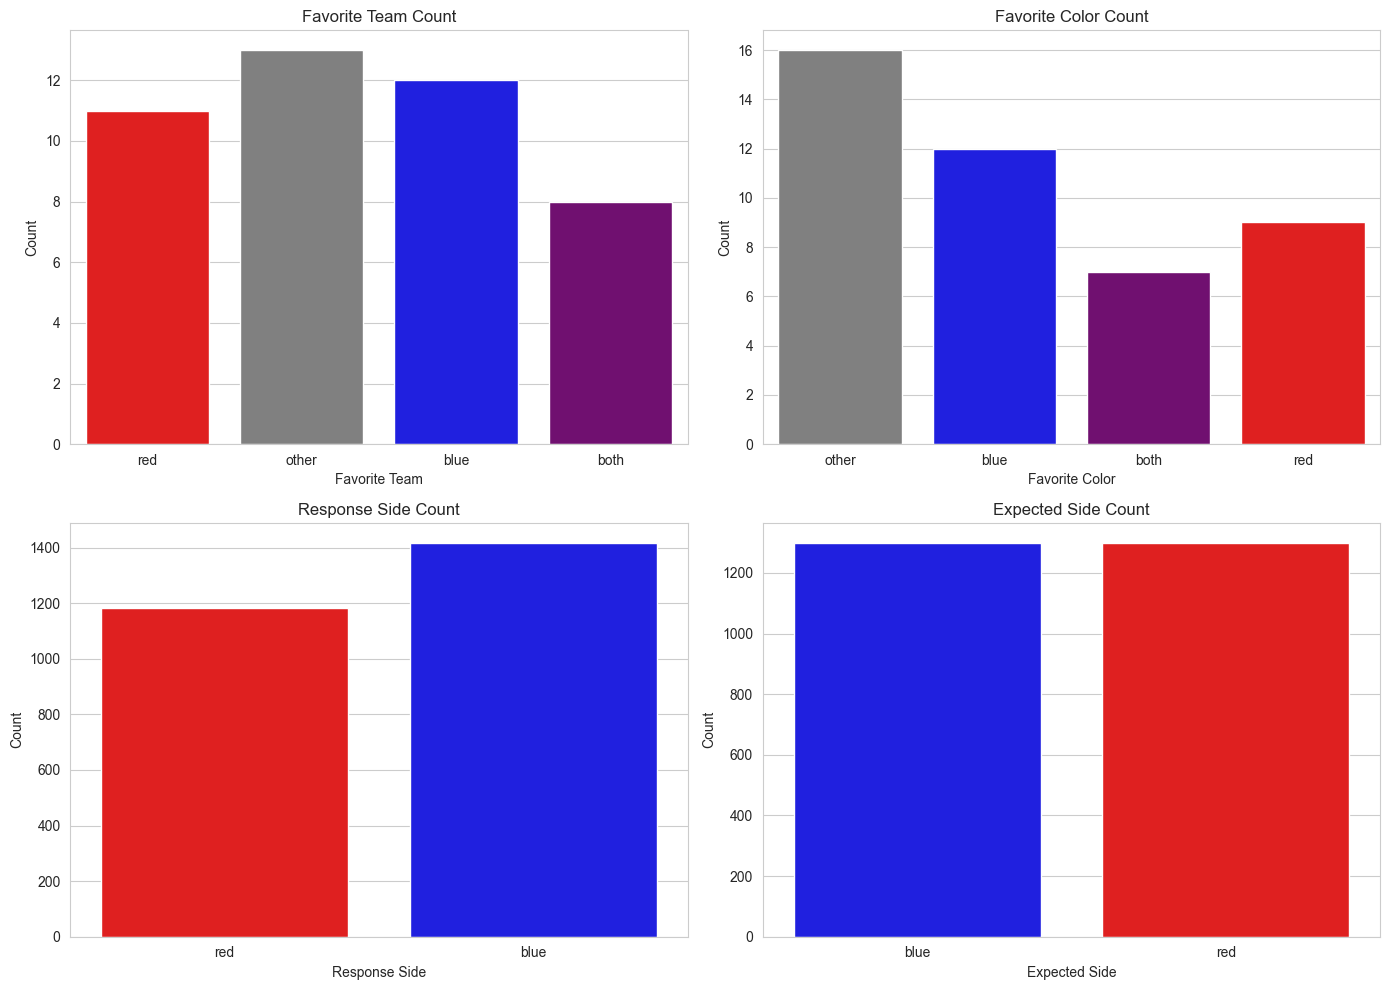 Favorite Team Count
Count
12
10
8
6
4
2
0
red other blue both
Favorite Team
Favorite Color Count
Count
16
14
12
10
8
6
4
2
0
other blue both red
Favorite Color
Response Side Count
Count
1400
1200
1000
800
600
400
200
0
red blue
Response Side
Expected Side Count
Count
1200
1000
800
600
400
200
0
blue red
Expected Side